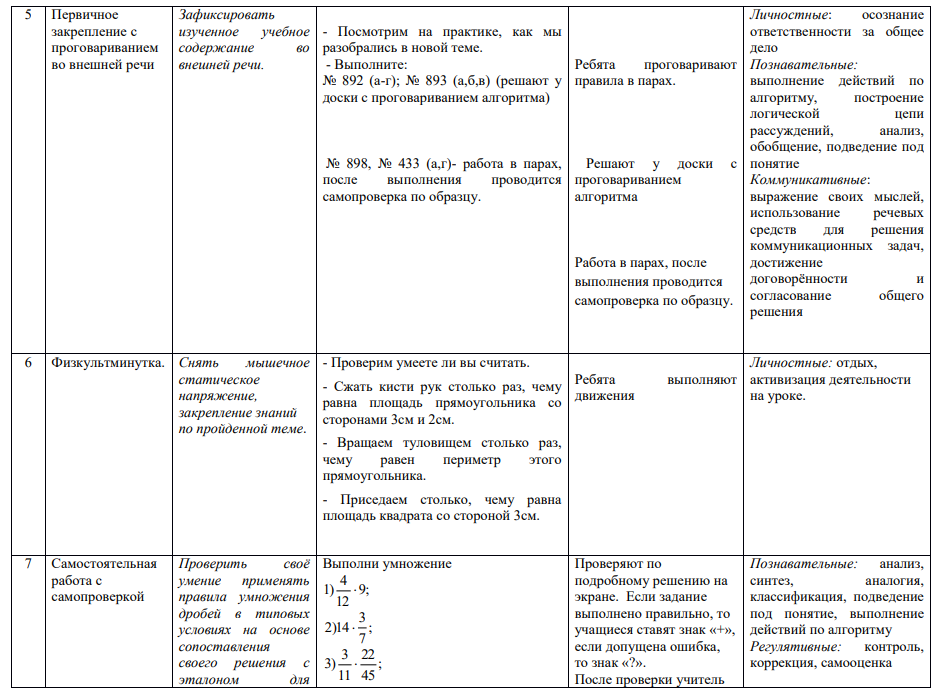 5
Первичное
закрепление с
проговариванием
во внешней речи
Зафиксировать
изученное учебное
содержание во
внешней речи.
- Посмотрим на практике, как мы
разобрались в новой теме.
- Выполните:
№ 892 (а-г); № 893 (а,б,в) (решают у
доски с проговариванием алгоритма)
№ 898, № 433 (а,г)- работа в парах,
после выполнения проводится
самопроверка по образцу.
Ребята проговаривают
правила в парах.
Решают у доски с
проговариванием
алгоритма
Работа в парах, после
выполнения проводится
самопроверка по образцу.
Личностные: осознание
ответственности за общее
дело
Познавательные:
выполнение действий по
алгоритму, построение
логической цепи
рассуждений, анализ,
обобщение, подведение под
понятие
Коммуникативные:
выражение своих мыслей,
использование речевых
средств для решения
коммуникационных задач,
достижение
договорённости и
согласование общего
решения
6
Физкультминутка.
Снять мышечное
статическое
напряжение,
закрепление знаний
по пройденной теме.
- Проверим умеете ли вы считать.
- Сжать кисти рук столько раз, чему
равна площадь прямоугольника со
сторонами 3см и 2см.
- Вращаем туловищем столько раз,
чему равен периметр этого
прямоугольника.
- Приседаем столько, чему равна
площадь квадрата со стороной 3см.
Ребята выполняют
движения
Личностные: отдых,
активизация деятельности
на уроке.
7
Самостоятельная
работа с
самопроверкой
Проверить своё
умение применять
правила умножения
дробей в типовых
условиях на основе
сопоставления
своего решения с
эталоном для
Выполни умножение
1) 4/12 · 9;
2)14 · 3/7;
3) 3/11 · 22/45;
Проверяют по
подробному решению на
экране. Если задание
выполнено правильно, то
учащиеся ставят знак «+»,
если допущена ошибка,
то знак «?».
После проверки учитель
Познавательные: анализ,
синтез, аналогия,
классификация, подведение
под понятие, выполнение
действий по алгоритму
Регулятивные: контроль,
коррекция, самооценка